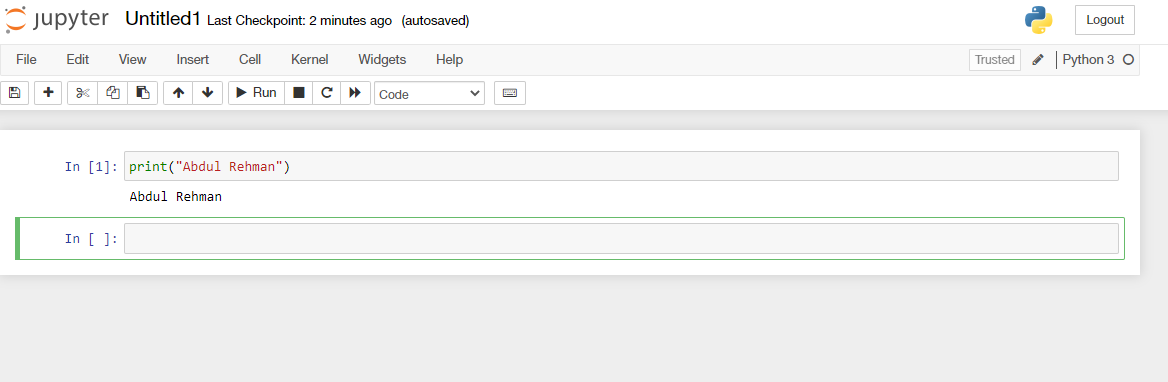 jupyter Untitled1 Last Checkpoint: 2 minutes ago (autosaved) Logout
File Edit View Insert Cell Kernel Widgets Help Trusted Python 3
Run Code
In [1]: print("Abdul Rehman")
Abdul Rehman
In [ ]: